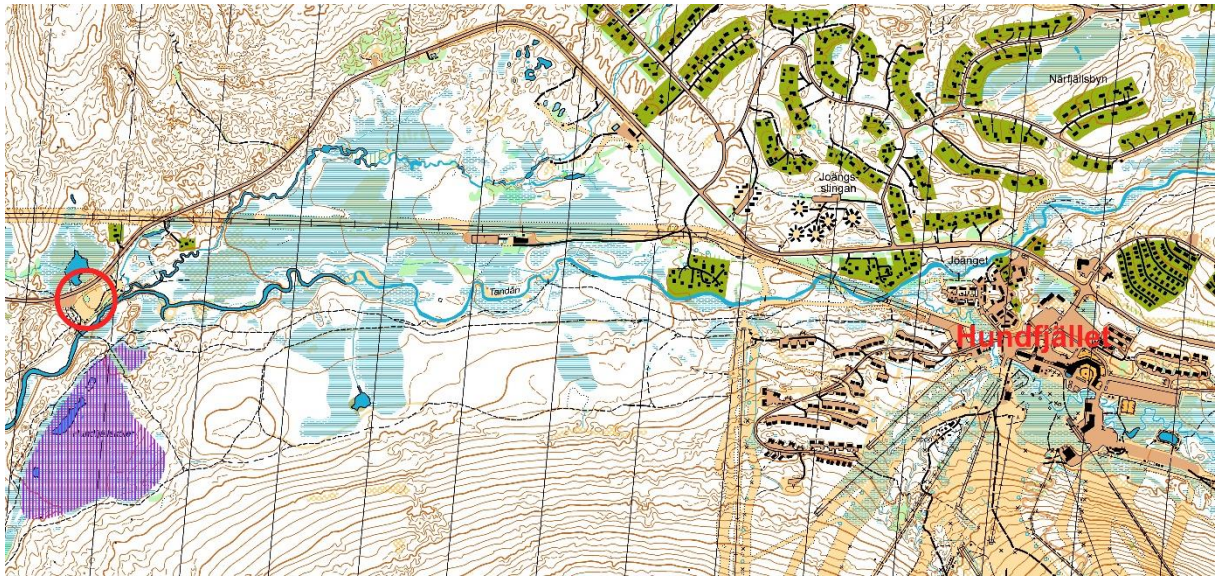 Närfjällsbyn
Joängs-
slingan
Joänget
Tandån
Hundfjället